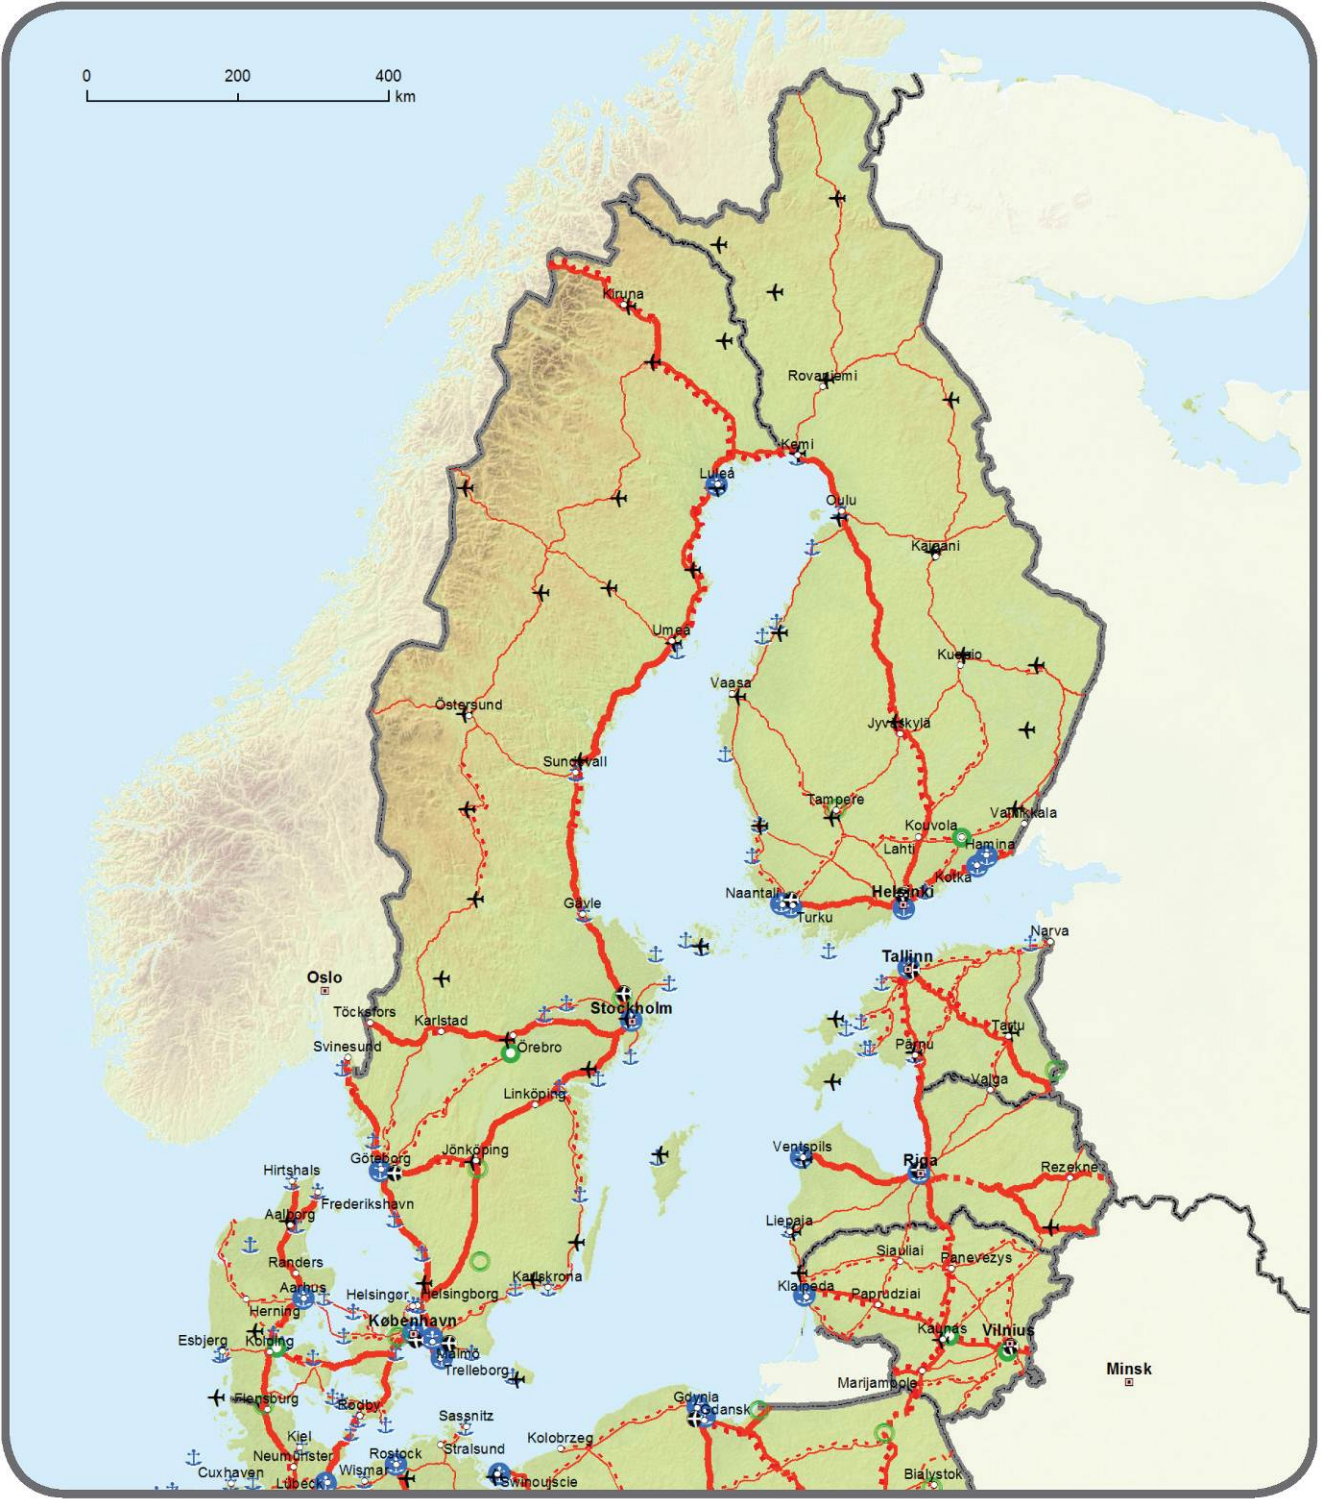 0 200 400
km
Kiruna
Rovaniemi
Kemi
Luleå
Oulu
Kajaani
Umeå
Kuopio
Vaasa
Östersund
Jyväskylä
Sundsvall
Tampere
Vainikkala
Kouvola
Hamina
Lahti
Kotka
Naantali
Helsinki
Gävle
Turku
Narva
Tallinn
Oslo
Stockholm
Töcksfors
Karlstad
Tartu
Örebro
Svinesund
Pärnu
Valga
Linköping
Ventspils
Jönköping
Göteborg
Riga
Rezekne
Hirtshals
Frederikshavn
Aalborg
Liepaja
Siauliai
Panevezys
Randers
Karlskrona
Aarhus
Helsingør
Helsingborg
Klaipeda
Paprudziai
Herning
København
Kaunas
Vilnius
Esbjerg
Kolding
Malmö
Trelleborg
Minsk
Marijampole
Flensburg
Rødby
Gdynia
Gdansk
Sassnitz
Kiel
Kolobrzeg
Stralsund
Neumünster
Rostock
Cuxhaven
Wismar
Lübeck
Swinoujscie
Bialystok